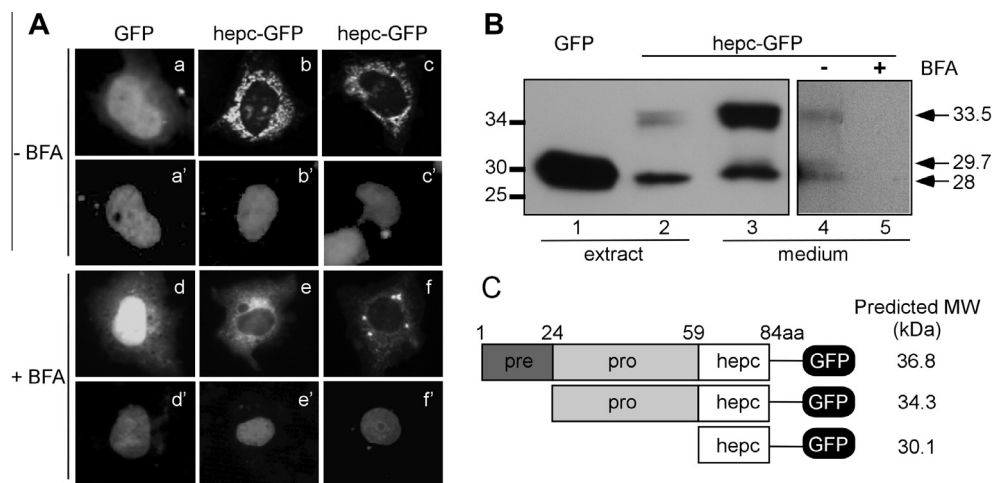 A
GFP hepc-GFP hepc-GFP
a b c
- BFA
a' b' c'
d e f
+ BFA
d' e' f'
B
GFP hepc-GFP
- + BFA
34
30
25
33.5
29.7
28
1 2 3 4 5
extract medium
C
Predicted MW
(kDa)
1 24 59 84aa
pre pro hepc GFP 36.8
pro hepc GFP 34.3
hepc GFP 30.1